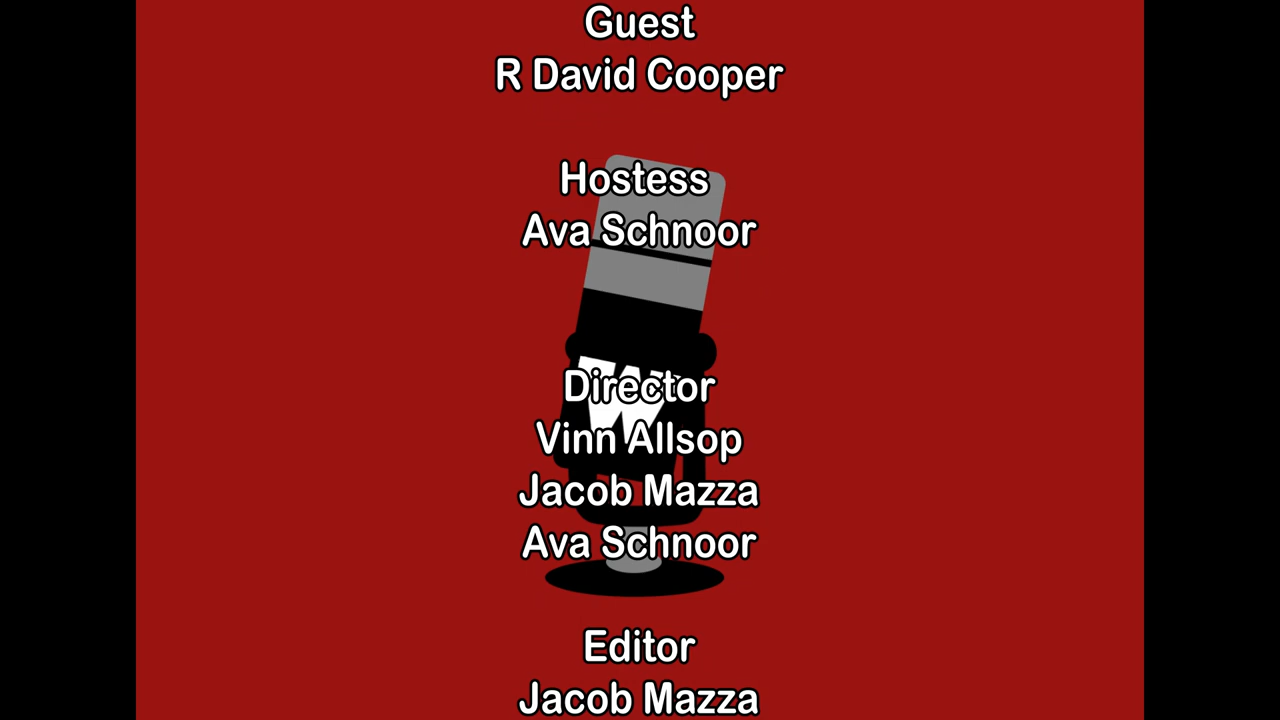 Guest
R David Cooper
Hostess
Ava Schnoor
W
Director
Vinn Allsop
Jacob Mazza
Ava Schnoor
Editor
Jacob Mazza